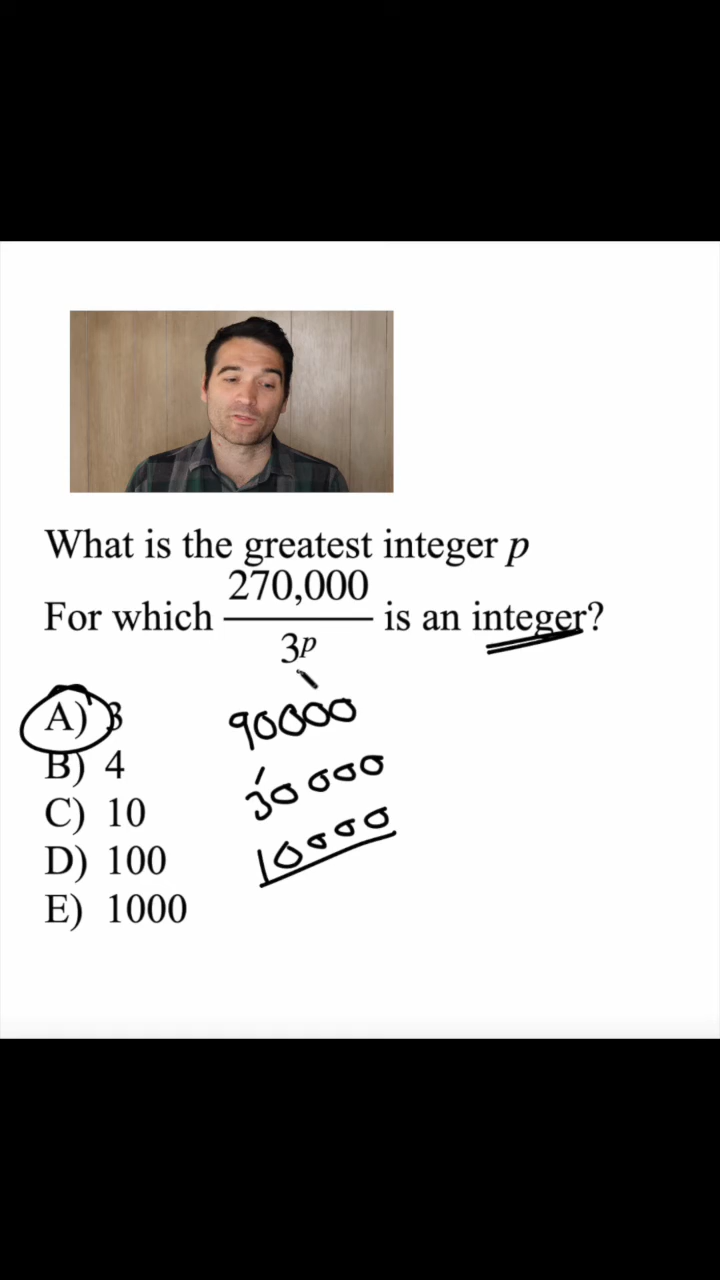 What is the greatest integer p
270,000
For which is an integer?
3p
A) 3
B) 4
C) 10
D) 100
E) 1000
90000
30000
10000